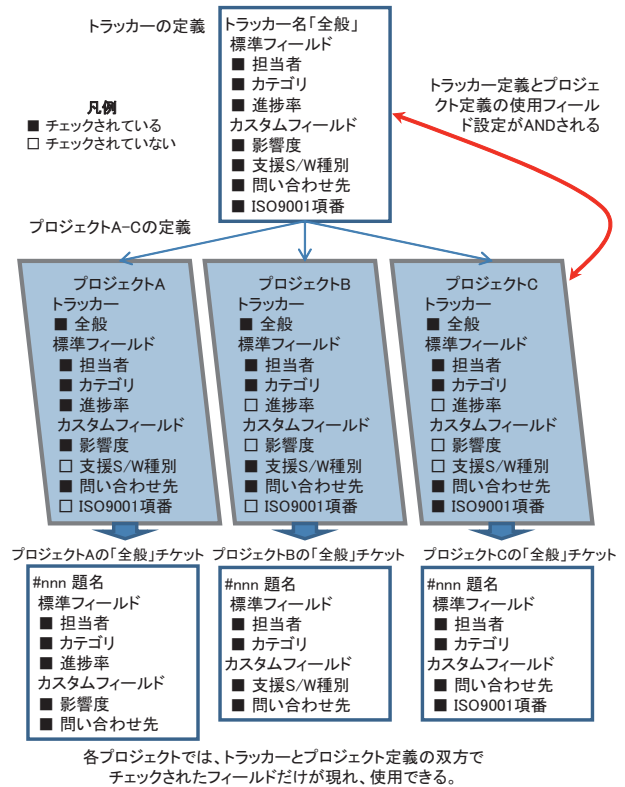 トラッカーの定義
トラッカー名「全般」
標準フィールド
■ 担当者
■ カテゴリ
■ 進捗率
カスタムフィールド
■ 影響度
■ 支援S/W種別
■ 問い合わせ先
■ ISO9001項番
凡例
■ チェックされている
□ チェックされていない
トラッカー定義とプロジェ
クト定義の使用フィール
ド設定がANDされる
プロジェクトA-Cの定義
プロジェクトA
トラッカー
■ 全般
標準フィールド
■ 担当者
■ カテゴリ
■ 進捗率
カスタムフィールド
■ 影響度
□ 支援S/W種別
■ 問い合わせ先
□ ISO9001項番
プロジェクトB
トラッカー
■ 全般
標準フィールド
■ 担当者
■ カテゴリ
□ 進捗率
カスタムフィールド
□ 影響度
■ 支援S/W種別
■ 問い合わせ先
□ ISO9001項番
プロジェクトC
トラッカー
■ 全般
標準フィールド
■ 担当者
■ カテゴリ
□ 進捗率
カスタムフィールド
□ 影響度
□ 支援S/W種別
■ 問い合わせ先
■ ISO9001項番
プロジェクトAの「全般」チケット
#nnn 題名
標準フィールド
■ 担当者
■ カテゴリ
■ 進捗率
カスタムフィールド
■ 影響度
■ 問い合わせ先
プロジェクトBの「全般」チケット
#nnn 題名
標準フィールド
■ 担当者
■ カテゴリ
カスタムフィールド
■ 支援S/W種別
■ 問い合わせ先
プロジェクトCの「全般」チケット
#nnn 題名
標準フィールド
■ 担当者
■ カテゴリ
カスタムフィールド
■ 問い合わせ先
■ ISO9001項番
各プロジェクトでは、トラッカーとプロジェクト定義の双方で
チェックされたフィールドだけが現れ、使用できる。